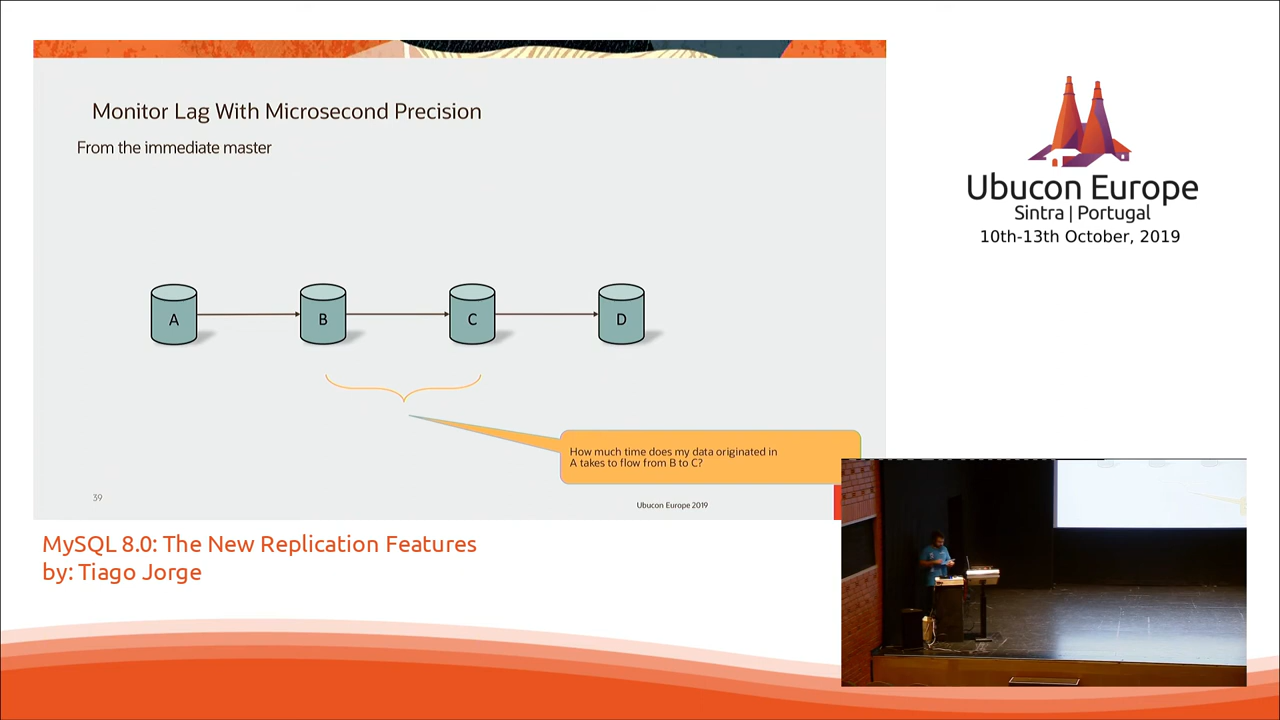 Monitor Lag With Microsecond Precision
From the immediate master
A
B
C
D
How much time does my data originated in
A takes to flow from B to C?
39
Ubucon Europe 2019
Ubucon Europe
Sintra | Portugal
10th-13th October, 2019
MySQL 8.0: The New Replication Features
by: Tiago Jorge